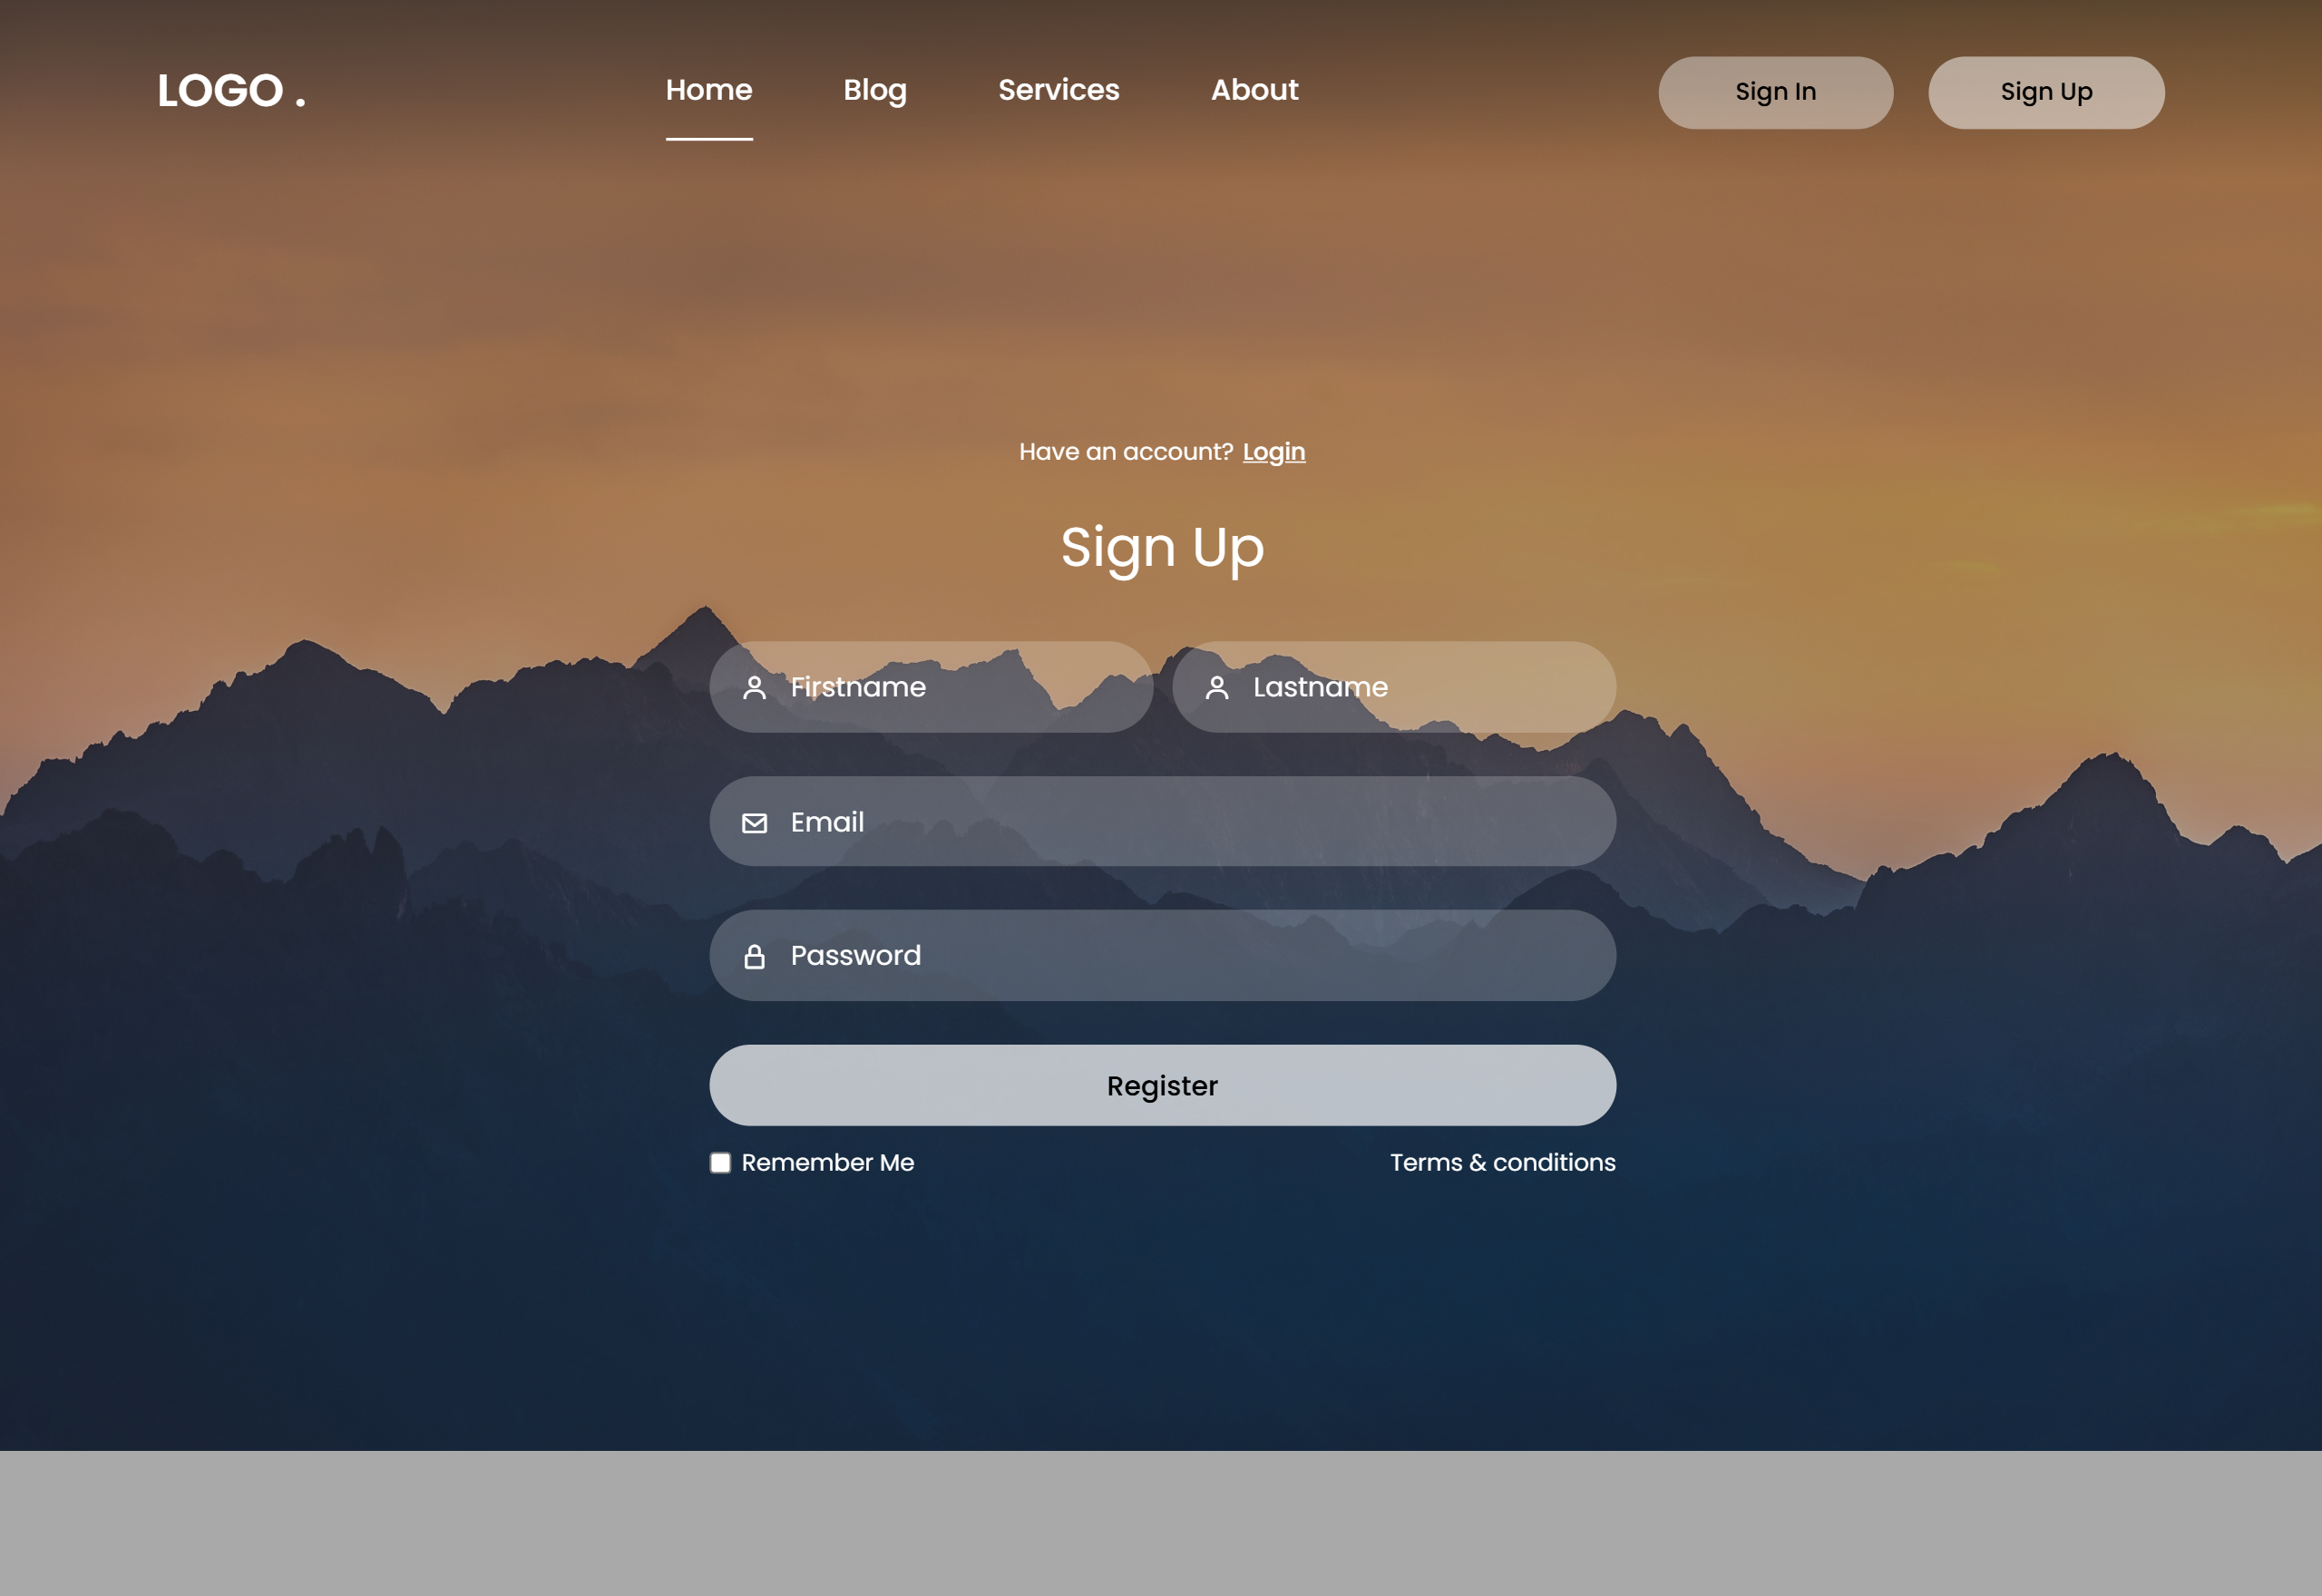 LOGO . Home Blog Services About Sign In Sign Up
Have an account? Login
Sign Up
Firstname Lastname
Email
Password
Register
Remember Me Terms & conditions